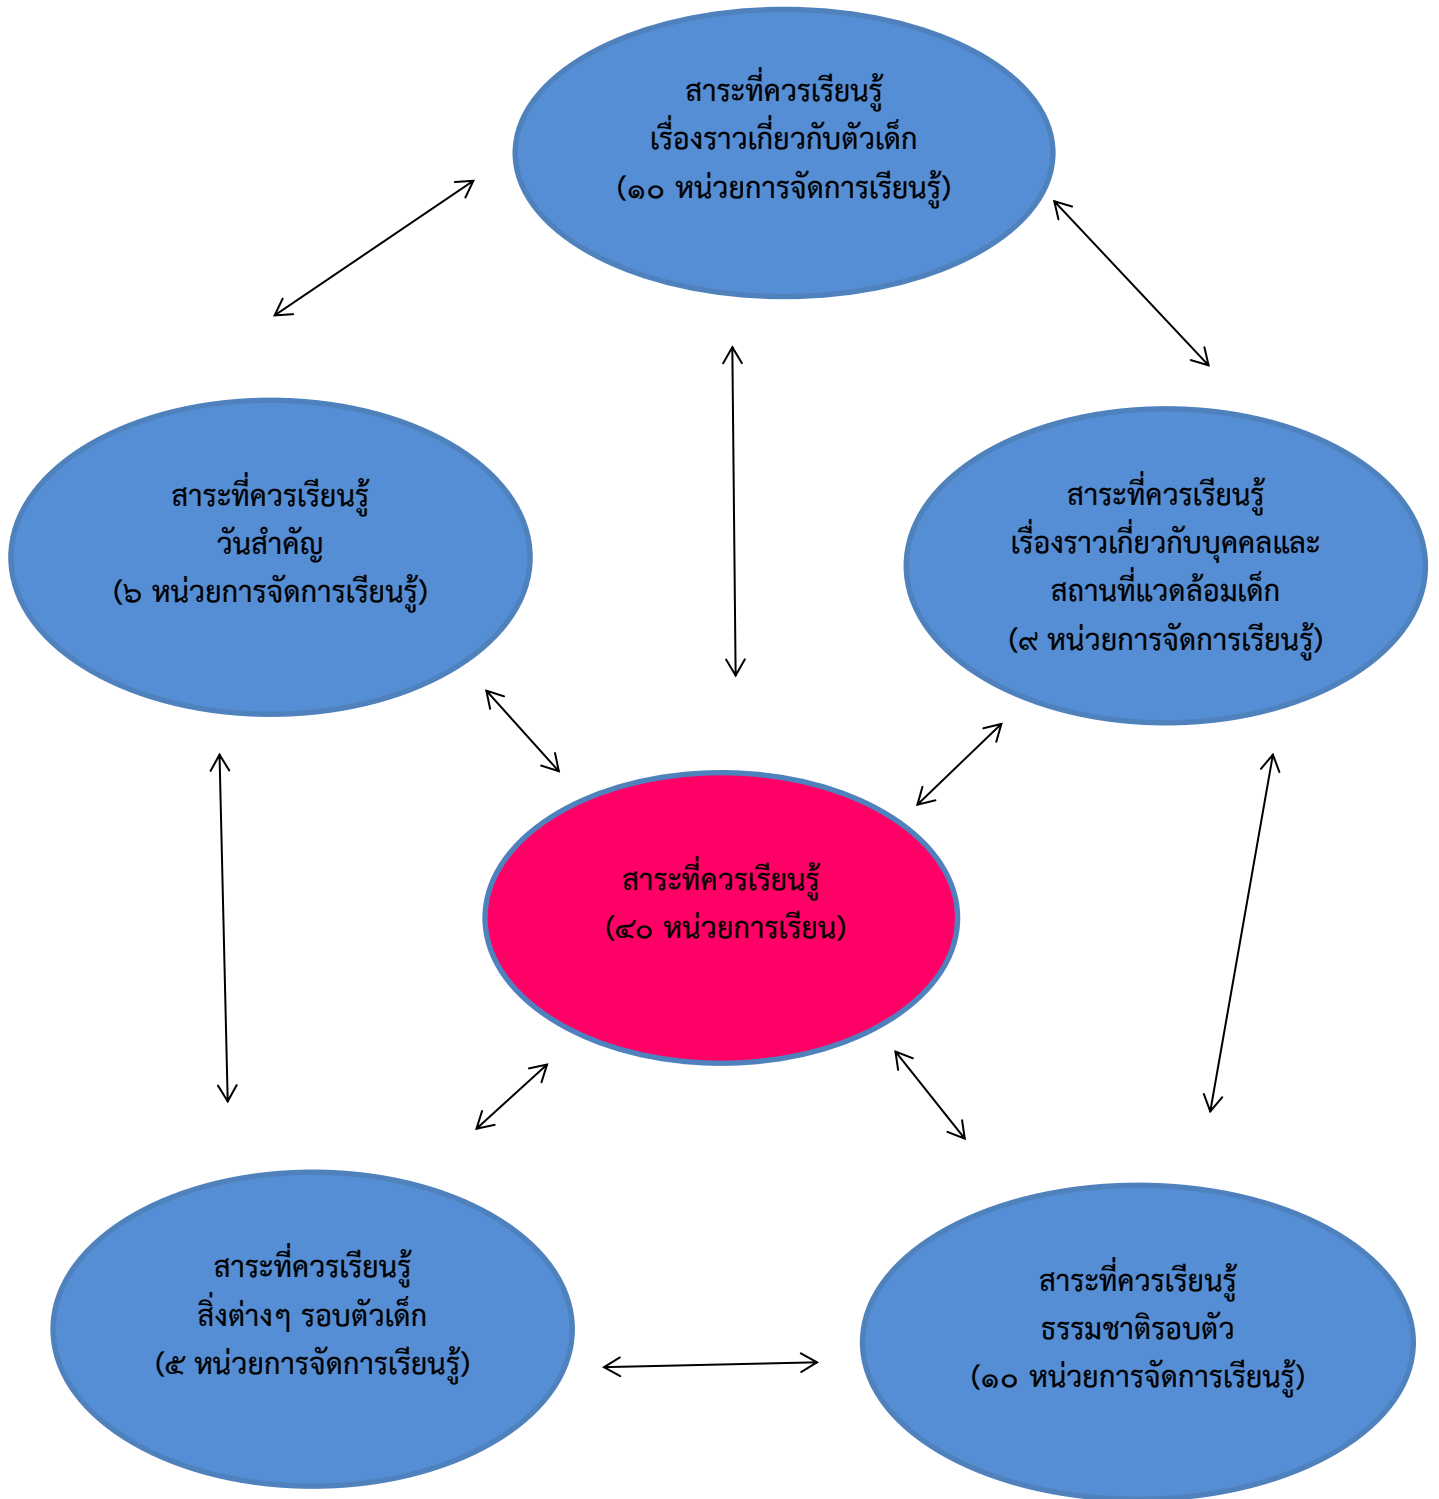 สาระที่ควรเรียนรู้
เรื่องราวเกี่ยวกับตัวเด็ก
(๑๐ หน่วยการจัดการเรียนรู้)
สาระที่ควรเรียนรู้
วันสำคัญ
(๖ หน่วยการจัดการเรียนรู้)
สาระที่ควรเรียนรู้
เรื่องราวเกี่ยวกับบุคคลและ
สถานที่แวดล้อมเด็ก
(๙ หน่วยการจัดการเรียนรู้)
สาระที่ควรเรียนรู้
(๔๐ หน่วยการเรียน)
สาระที่ควรเรียนรู้
สิ่งต่างๆ รอบตัวเด็ก
(๕ หน่วยการจัดการเรียนรู้)
สาระที่ควรเรียนรู้
ธรรมชาติรอบตัว
(๑๐ หน่วยการจัดการเรียนรู้)